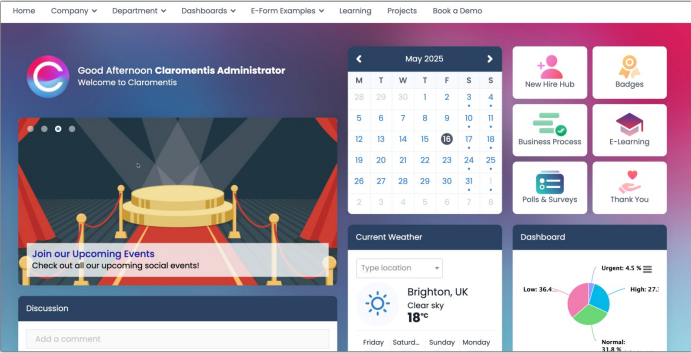 Home Company Department Dashboards E-Form Examples Learning Projects Book a Demo
Good Afternoon Claromentis Administrator
Welcome to Claromentis
Join our Upcoming Events
Check out all our upcoming social events!
Discussion
Add a comment
May 2025
M T W T F S S
28 29 30 1 2 3 4
5 6 7 8 9 10 11
12 13 14 15 16 17 18
19 20 21 22 23 24 25
26 27 28 29 30 31 1
2 3 4 5 6 7 8
Current Weather
Type location
Brighton, UK
Clear sky
18°C
Friday Saturd... Sunday Monday
New Hire Hub Badges
Business Process E-Learning
Polls & Surveys Thank You
Dashboard
Urgent: 4.5 %
Low: 36.4 High: 27.
Normal:
31.8 %